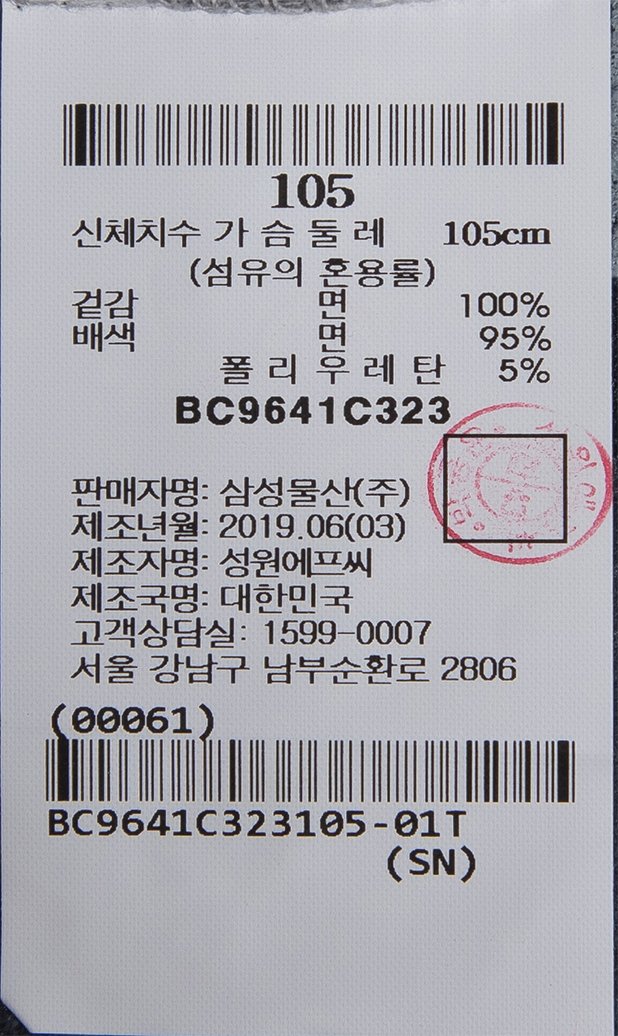 105
신체치수 가 슴 둘 레 105cm
(섬유의 혼용률)
겉감 면 100%
배색 면 95%
폴 리 우 레 탄 5%
BC9641C323
판매자명: 삼성물산(주)
제조년월: 2019.06(03)
제조자명: 성원에프씨
제조국명: 대한민국
고객상담실: 1599-0007
서울 강남구 남부순환로 2806
(00061)
BC9641C323105-01T
(SN)